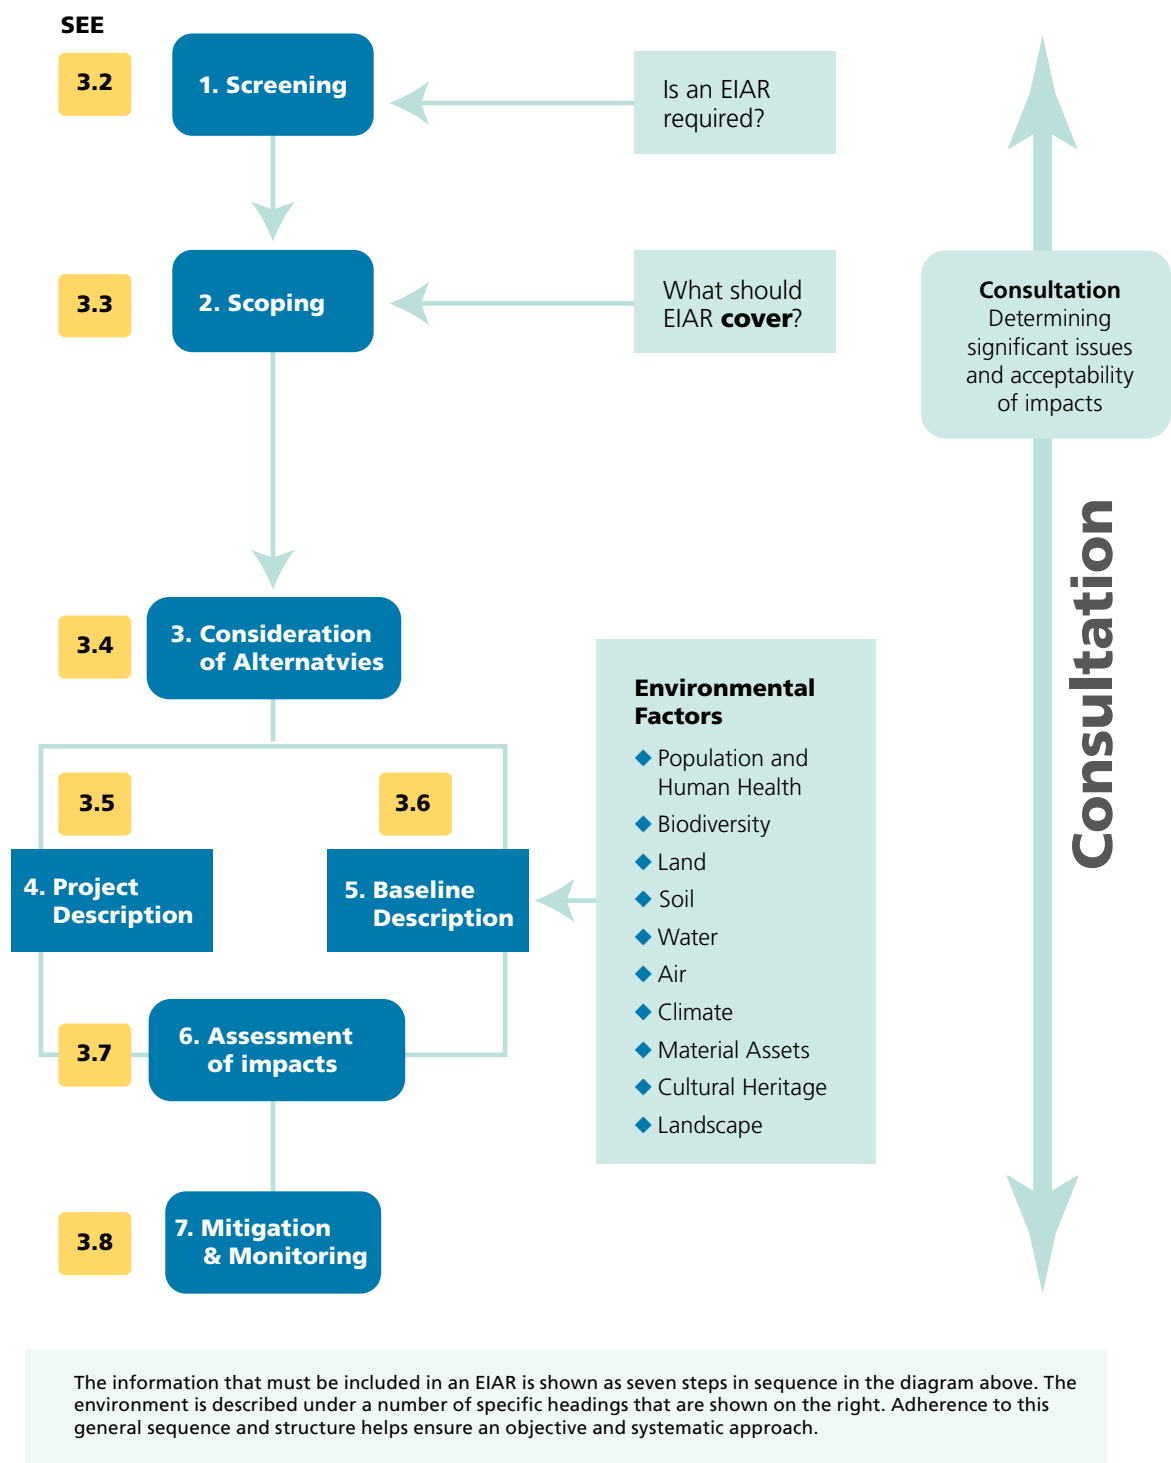 SEE
3.2
1. Screening
Is an EIAR
required?
3.3
2. Scoping
What should
EIAR cover?
Consultation
Determining
significant issues
and acceptability
of impacts
Consultation
3.4
3. Consideration
of Alternatvies
3.5
3.6
4. Project
Description
5. Baseline
Description
Environmental
Factors
◆ Population and
Human Health
◆ Biodiversity
◆ Land
◆ Soil
◆ Water
◆ Air
◆ Climate
◆ Material Assets
◆ Cultural Heritage
◆ Landscape
3.7
6. Assessment
of impacts
3.8
7. Mitigation
& Monitoring
The information that must be included in an EIAR is shown as seven steps in sequence in the diagram above. The
environment is described under a number of specific headings that are shown on the right. Adherence to this
general sequence and structure helps ensure an objective and systematic approach.